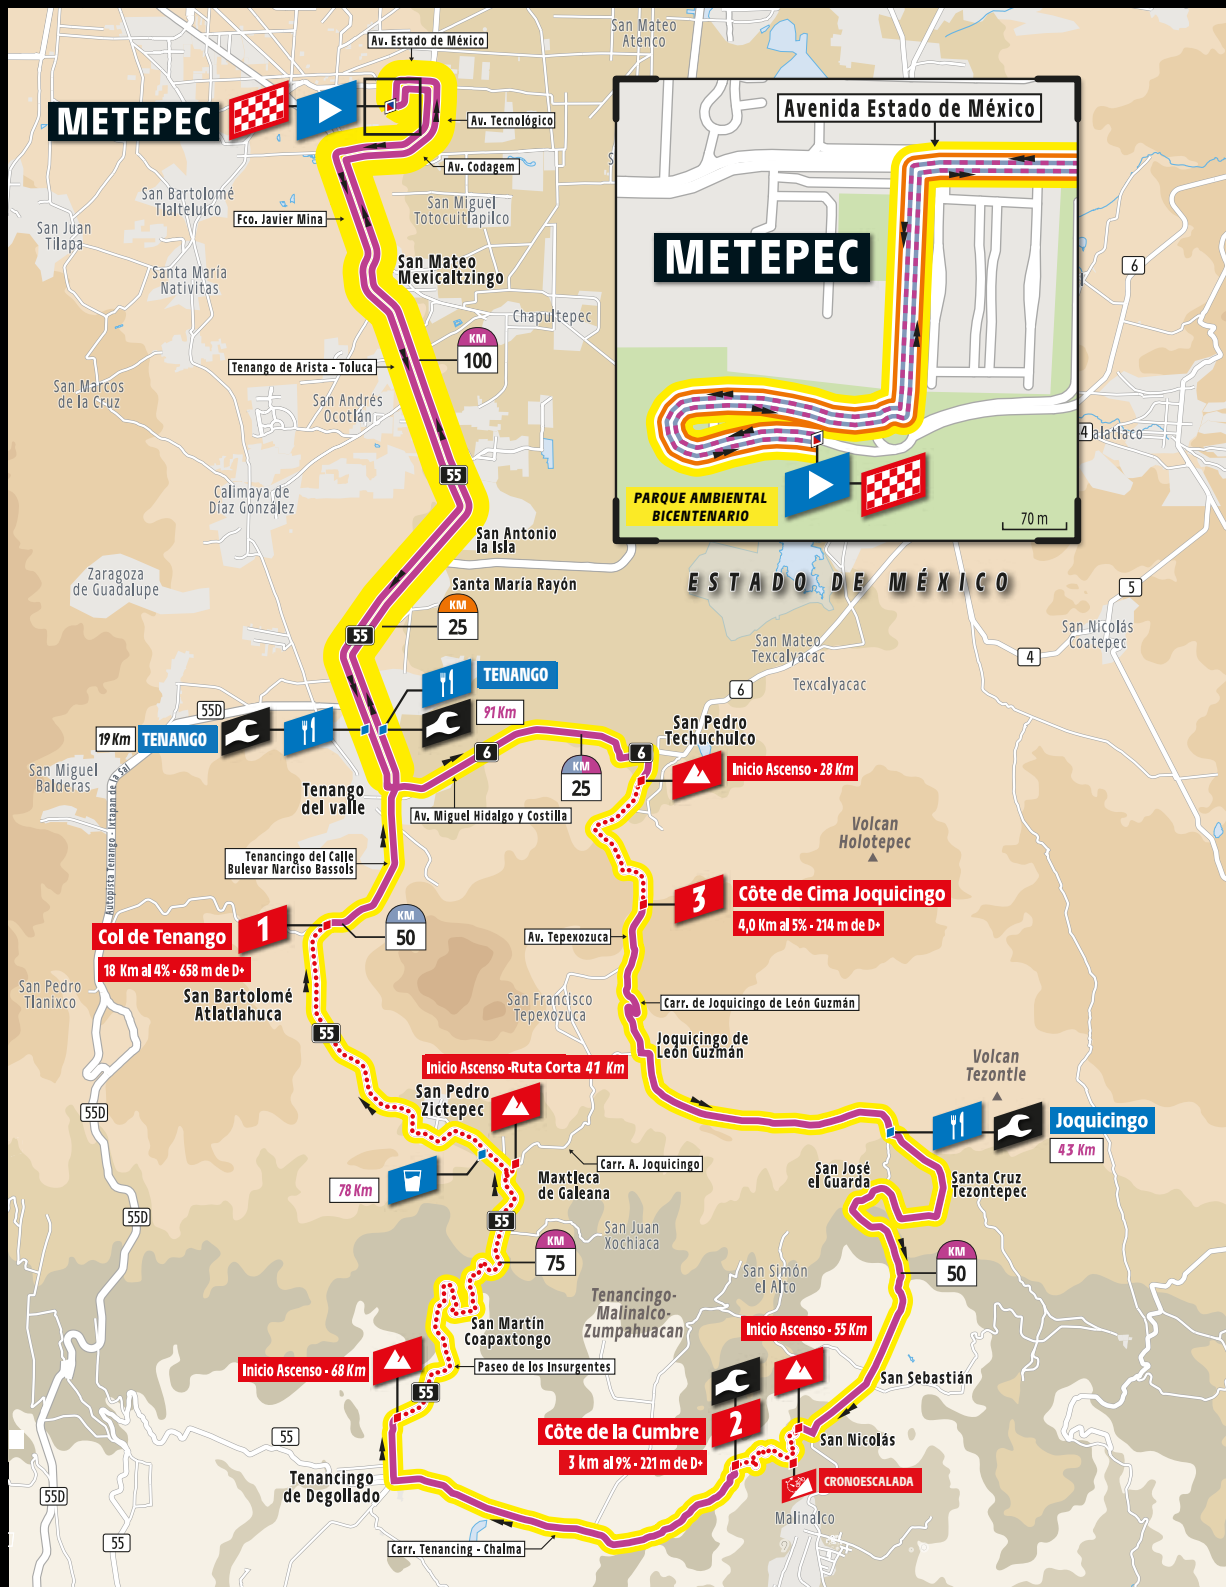 San Mateo
Atenco
Av. Estado de México
METEPEC
Av. Tecnológico
Av. Codagem
San Bartolomé
Tlaltelulco
San Miguel
Totocuitlapilco
Fco. Javier Mina
San Juan
Tilapa
Santa María
Nativitas
San Mateo
Mexicaltzingo
Chapultepec
KM
100
Tenango de Arista - Toluca
San Marcos
de la Cruz
San Andrés
Ocotlán
55
Calimaya de
Díaz González
San Antonio
la Isla
Zaragoza
de Guadalupe
Santa María Rayón
KM
25
55
Avenida Estado de México
METEPEC
PARQUE AMBIENTAL
BICENTENARIO
70 m
6
4
alatlaco
ESTADO DE MÉXICO
5
San Nicolás
Coatepec
4
San Mateo
Texcalyacac
Texcalyacac
6
TENANGO
91 Km
55D
19 Km
TENANGO
San Miguel
Balderas
Autopista Tenango - Ixtapan de la Sal
San Pedro
Techuchulco
6
6
KM
25
Inicio Ascenso - 28 Km
Tenango
del valle
Av. Miguel Hidalgo y Costilla
Volcan
Holotepec
Tenancingo del Calle
Bulevar Narciso Bassols
3
Côte de Cima Joquicingo
4,0 Km al 5% - 214 m de D+
1
Col de Tenango
18 Km al 4% - 658 m de D+
KM
50
Av. Tepexozuca
San Pedro
Tlanixco
San Bartolomé
Atlatlahuca
San Francisco
Tepexozuca
Carr. de Joquicingo de León Guzmán
55
Joquicingo de
León Guzmán
Inicio Ascenso -Ruta Corta 41 Km
San Pedro
Zictepec
Volcan
Tezontle
55D
Joquicingo
43 Km
Carr. A. Joquicingo
Maxtleca
de Galeana
78 Km
San José
el Guarda
Santa Cruz
Tezontepec
55D
55
San Juan
Xochiaca
KM
75
KM
50
San Simón
el Alto
Tenancingo-
Malinalco-
Zumpahuacan
San Martín
Coapaxtongo
Inicio Ascenso - 55 Km
Inicio Ascenso - 68 Km
Paseo de los Insurgentes
55
San Sebastián
2
Côte de la Cumbre
3 km al 9% - 221 m de D+
San Nicolás
CRONOESCALADA
Malinalco
55
Tenancingo
de Degollado
55D
55
Carr. Tenancing - Chalma